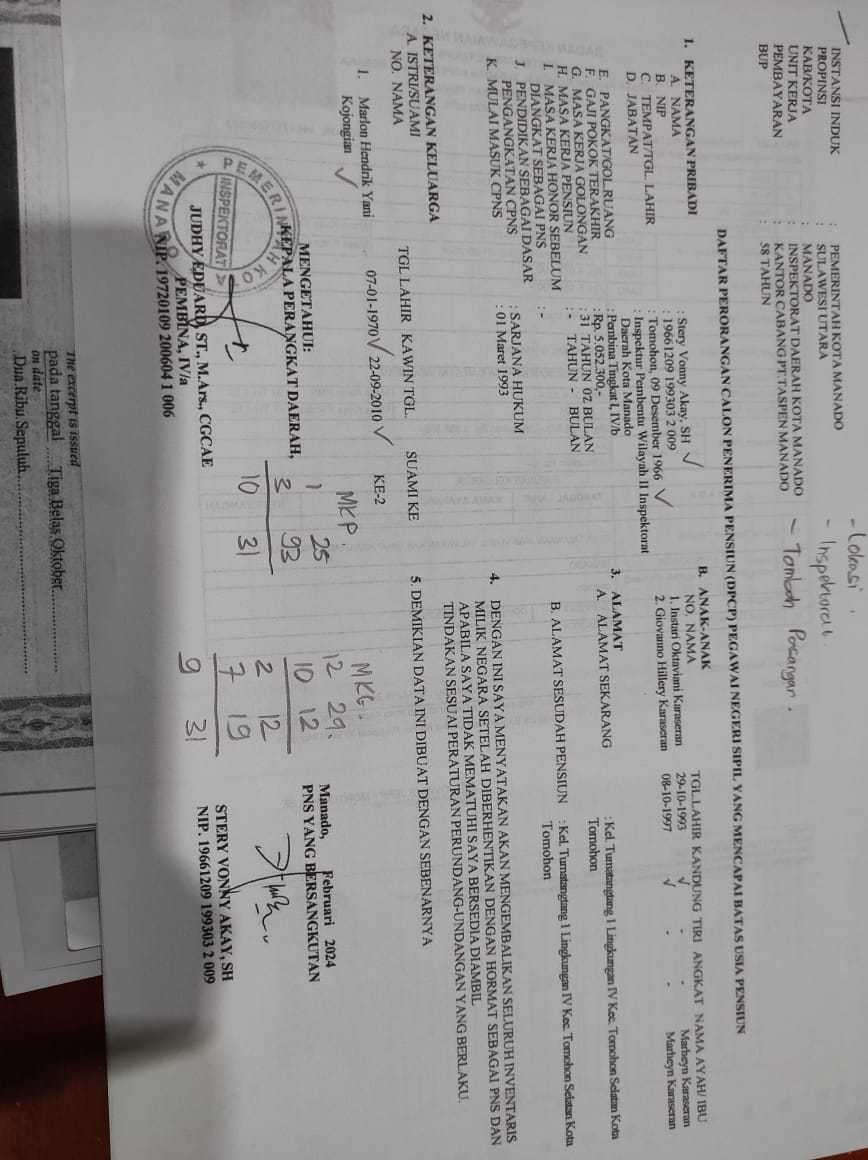 - Lokasi.
- Inspektorat.
- Tambah Pasangan.
INSTANSI INDUK : PEMERINTAH KOTA MANADO
PROPINSI : SULAWESI UTARA
KAB/KOTA : MANADO
UNIT KERJA : INSPEKTORAT DAERAH KOTA MANADO
PEMBAYARAN : KANTOR CABANG PT.TASPEN MANADO
BUP : 58 TAHUN
DAFTAR PERORANGAN CALON PENERIMA PENSIUN (DPCP) PEGAWAI NEGERI SIPIL YANG MENCAPAI BATAS USIA PENSIUN
1. KETERANGAN PRIBADI
A. NAMA : Stery Vonny Akay, SH
B. NIP : 19661209 199303 2 009
C. TEMPAT/TGL. LAHIR : Tomohon, 09 Desember 1966
D. JABATAN : Inspektur Pembentu Wilayah II Inspektorat
Daerah Kota Manado
E. PANGKAT/GOL.RUANG : Pembina Tingkat I, IV/b
F. GAJI POKOK TERAKHIR : Rp. 5.052.300,-
G. MASA KERJA GOLONGAN : 31 TAHUN 07 BULAN
H. MASA KERJA PENSIUN : - TAHUN - BULAN
I. MASA KERJA HONOR SEBELUM
DIANGKAT SEBAGAI PNS : -
J. PENDIDIKAN SEBAGAI DASAR
PENGANGKATAN CPNS : SARJANA HUKUM
K. MULAI MASUK CPNS : 01 Maret 1993
2. KETERANGAN KELUARGA
A. ISTRI/SUAMI
NO. NAMA TGL LAHIR KAWIN TGL. SUAMI KE
1. Marlon Hendrik Yani
Kojongian 07-01-1970 22-09-2010 KE-2
B. ANAK-ANAK
NO. NAMA TGL.LAHIR KANDUNG TIRI ANGKAT NAMA AYAH/ IBU
1. Instari Oktaviani Karaseran 29-10-1993 √ - - Marheyn Karaseran
2. Giovanno Hillery Karaseran 08-10-1997 √ - - Marheyn Karaseran
3. ALAMAT
A. ALAMAT SEKARANG : Kel. Tumatangtang 1 Lingkungan IV Kec. Tomohon Selatan Kota
Tomohon
B. ALAMAT SESUDAH PENSIUN : Kel. Tumatangtang 1 Lingkungan IV Kec. Tomohon Selatan Kota
Tomohon
4. DENGAN INI SAYA MENYATAKAN AKAN MENGEMBALIKAN SELURUH INVENTARIS
MILIK NEGARA SETELAH DIBERHENTIKAN DENGAN HORMAT SEBAGAI PNS DAN
APABILA SAYA TIDAK MEMATUHI SAYA BERSEDIA DIAMBIL
TINDAKAN SESUAI PERATURAN PERUNDANG-UNDANGAN YANG BERLAKU.
5. DEMIKIAN DATA INI DIBUAT DENGAN SEBENARNYA
MKP.
1 25
3 93
10 31
MKG.
12 29.
10 12
2 12
7 19
9 31
MENGETAHUI:
KEPALA PERANGKAT DAERAH,
PEMERINTAH KO
INSPEKTORAT
MANADO
JUDHY EDUARD, ST., M.Ars., CGCAE
PEMBINA, IV/a
NIP. 19720109 200604 1 006
Manado, Februari 2024
PNS YANG BERSANGKUTAN
STERY VONNY AKAY, SH
NIP. 19661209 199303 2 009
The excerpt is issued
pada tanggal Tiga Belas Oktober
on date
Dua Ribu Sepuluh